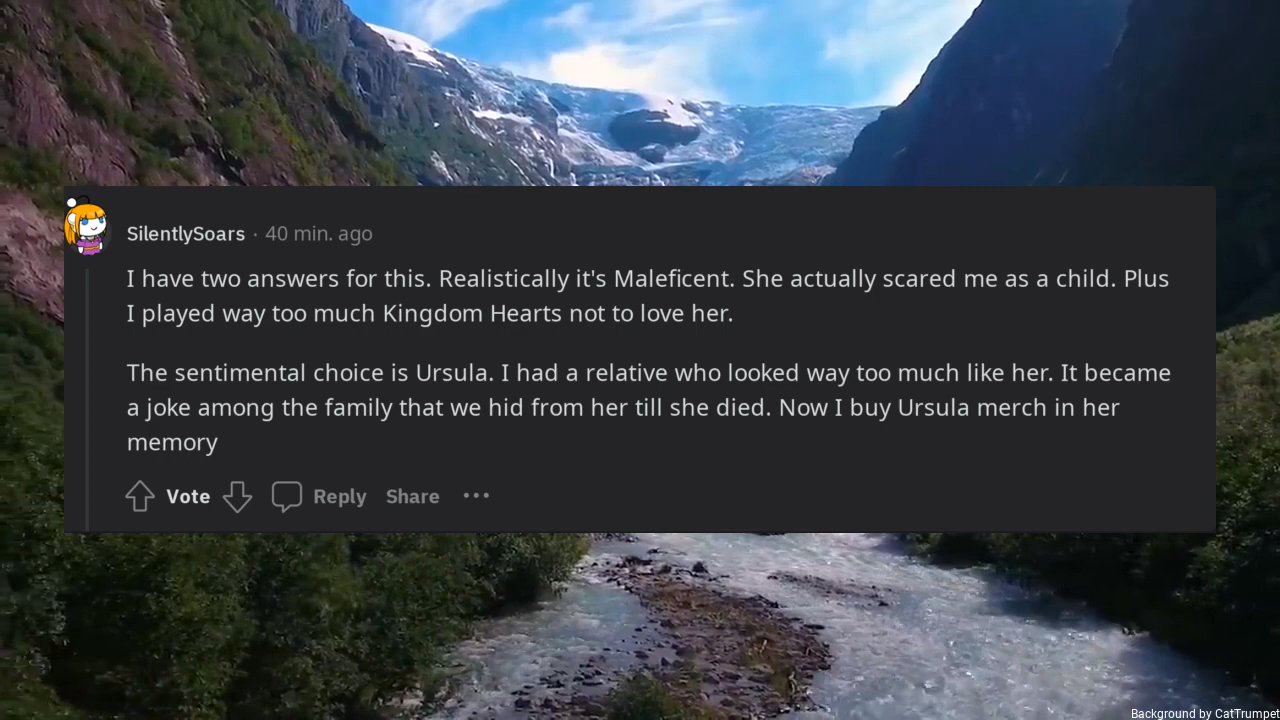 SilentlySoars · 40 min. ago
I have two answers for this. Realistically it's Maleficent. She actually scared me as a child. Plus
I played way too much Kingdom Hearts not to love her.
The sentimental choice is Ursula. I had a relative who looked way too much like her. It became
a joke among the family that we hid from her till she died. Now I buy Ursula merch in her
memory
Vote Reply Share ···
Background by CatTrumpet